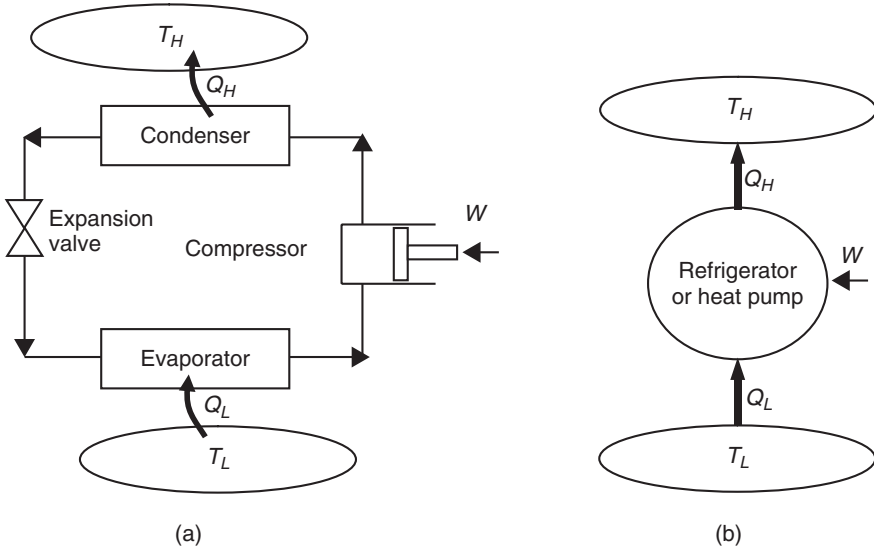 T_H
Q_H
Condenser
Expansion
valve
Compressor
W
Evaporator
Q_L
T_L
(a)
T_H
Q_H
Refrigerator
or heat pump
W
Q_L
T_L
(b)